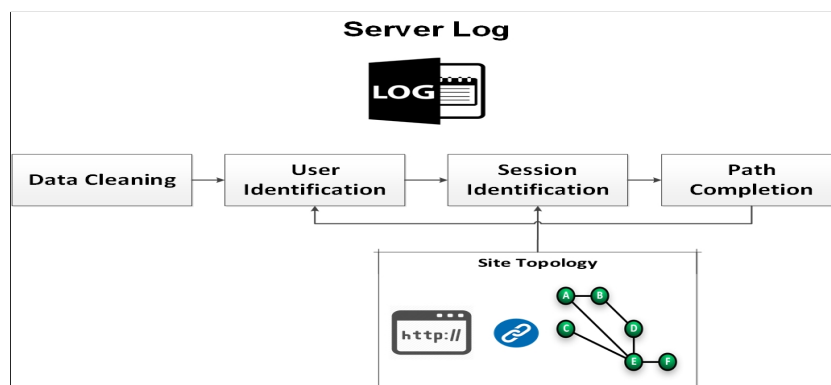 Server Log
LOG
Data Cleaning
User
Identification
Session
Identification
Path
Completion
Site Topology
http://
A
B
C
D
E
F